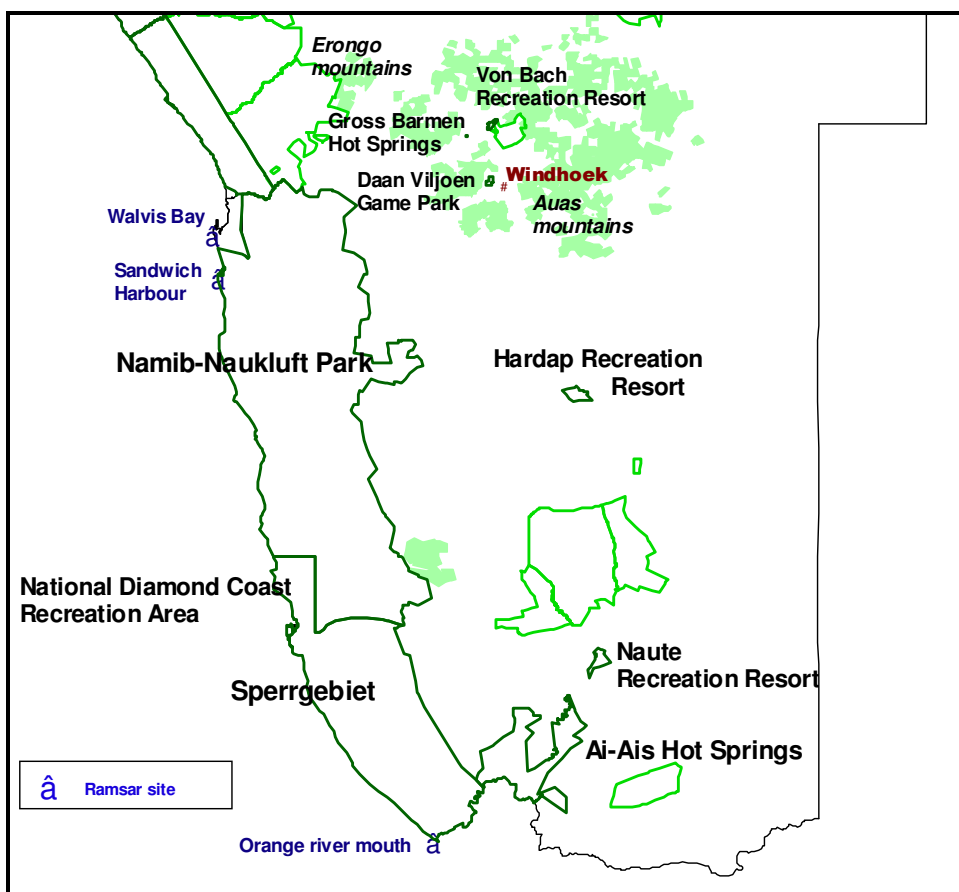 Erongo
mountains
Von Bach
Recreation Resort
Gross Barmen
Hot Springs
Daan Viljoen
Game Park
#
Windhoek
Auas
mountains
Walvis Bay
â
Sandwich
Harbour
â
Namib-Naukluft Park
Hardap Recreation
Resort
National Diamond Coast
Recreation Area
Naute
Recreation Resort
Sperrgebiet
Ai-Ais Hot Springs
â Ramsar site
Orange river mouth â